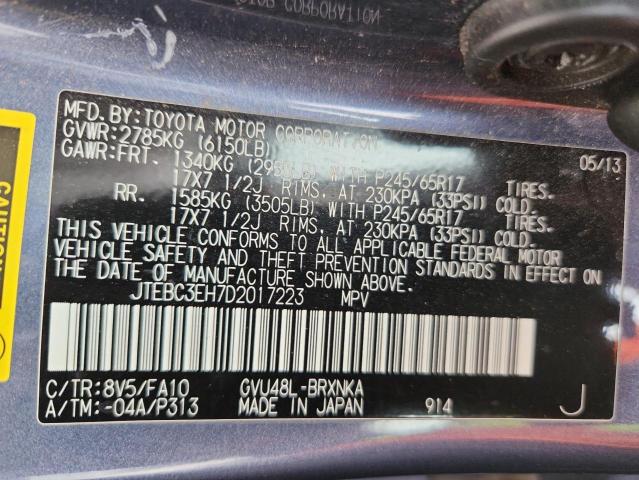 MOTOR CORPORATION
MFD. BY: TOYOTA MOTOR CORPORATION 05/13
GVWR: 2785KG (6150LB)
GAWR: FRT. 1340KG (2955LB) WITH P245/65R17 TIRES.
17X7 1/2J RIMS. AT 230KPA (33PSI) COLD.
RR. 1585KG (3505LB) WITH P245/65R17 TIRES.
17X7 1/2J RIMS. AT 230KPA (33PSI) COLD.
THIS VEHICLE CONFORMS TO ALL APPLICABLE FEDERAL MOTOR
VEHICLE SAFETY AND THEFT PREVENTION STANDARDS IN EFFECT ON
THE DATE OF MANUFACTURE SHOWN ABOVE.
JTEBC3EH7D2017223 MPV
C/TR: 8V5/FA10 GVU48L-BRXNKA
A/TM: -04A/P313 MADE IN JAPAN 914 J
CAUTION